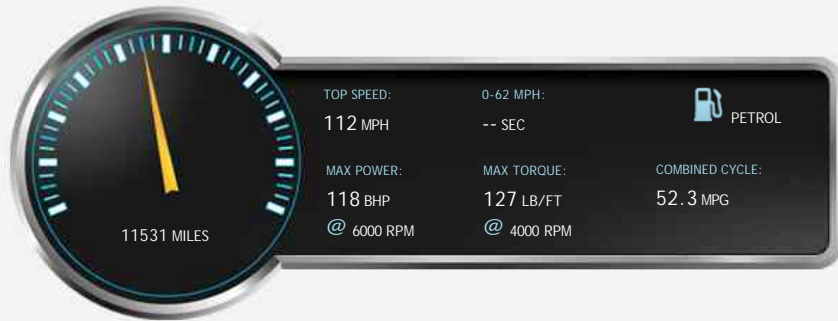 11531 MILES
TOP SPEED:
112 MPH
0-62 MPH:
-- SEC
PETROL
MAX POWER:
118 BHP
@ 6000 RPM
MAX TORQUE:
127 LB/FT
@ 4000 RPM
COMBINED CYCLE:
52.3 MPG